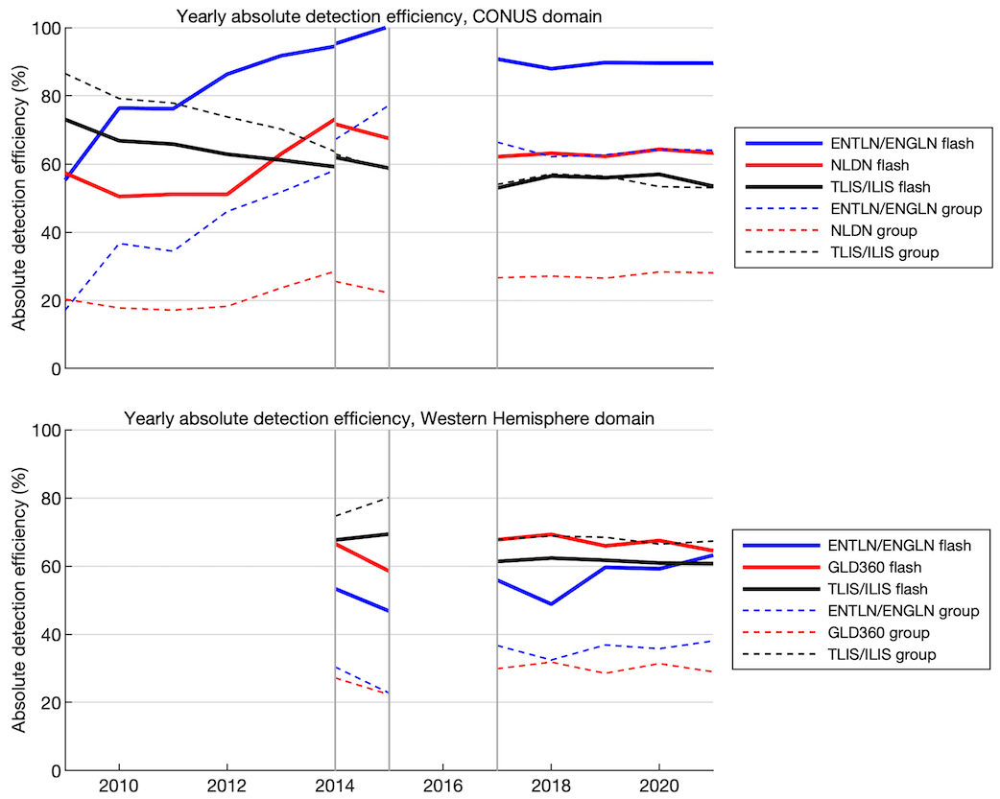 Yearly absolute detection efficiency, CONUS domain
Absolute detection efficiency (%)
100
80
60
40
20
0
ENTLN/ENGLN flash
NLDN flash
TLIS/ILIS flash
ENTLN/ENGLN group
NLDN group
TLIS/ILIS group
Yearly absolute detection efficiency, Western Hemisphere domain
Absolute detection efficiency (%)
100
80
60
40
20
0
2010 2012 2014 2016 2018 2020
ENTLN/ENGLN flash
GLD360 flash
TLIS/ILIS flash
ENTLN/ENGLN group
GLD360 group
TLIS/ILIS group